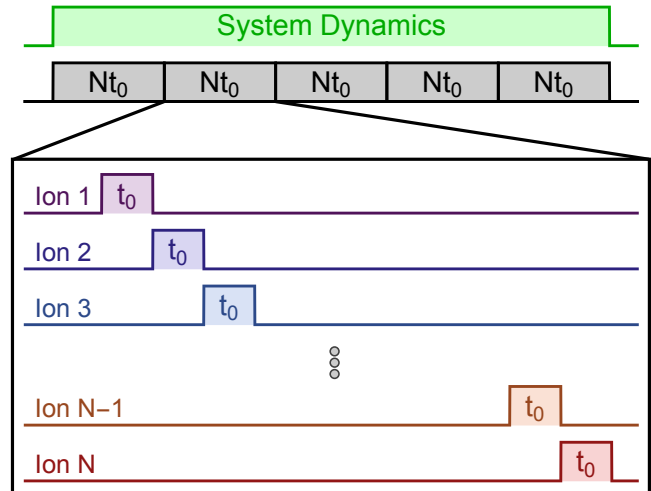 System Dynamics
Nt₀ Nt₀ Nt₀ Nt₀ Nt₀
Ion 1 t₀
Ion 2 t₀
Ion 3 t₀
Ion N−1 t₀
Ion N t₀